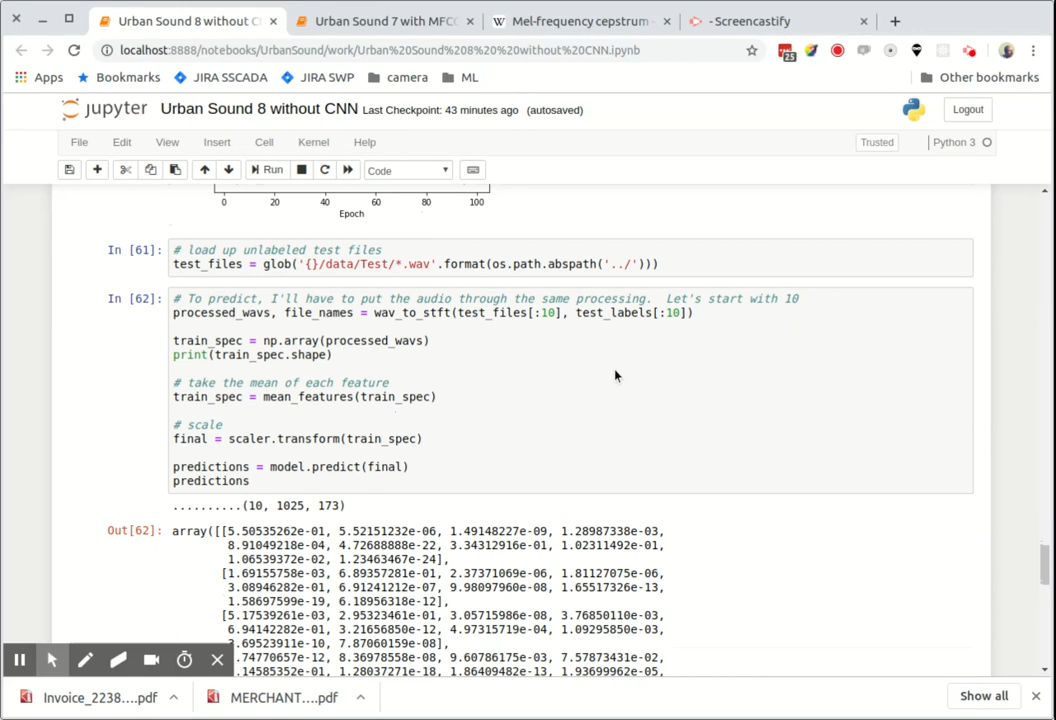 Urban Sound 8 without C
Urban Sound 7 with MFCC
W Mel-frequency cepstrum -
- Screencastify
localhost:8888/notebooks/UrbanSound/work/Urban%20Sound%208%20%20without%20CNN.ipynb
25
Apps Bookmarks JIRA SSCADA JIRA SWP camera ML Other bookmarks
jupyter Urban Sound 8 without CNN Last Checkpoint: 43 minutes ago (autosaved) Logout
File Edit View Insert Cell Kernel Help Trusted Python 3
Run Code
0 20 40 60 80 100
Epoch
In [61]: # load up unlabeled test files
test_files = glob('{}/data/Test/*.wav'.format(os.path.abspath('../')))
In [62]: # To predict, I'll have to put the audio through the same processing.  Let's start with 10
processed_wavs, file_names = wav_to_stft(test_files[:10], test_labels[:10])
train_spec = np.array(processed_wavs)
print(train_spec.shape)
# take the mean of each feature
train_spec = mean_features(train_spec)
# scale
final = scaler.transform(train_spec)
predictions = model.predict(final)
predictions
..........(10, 1025, 173)
Out[62]: array([[5.50535262e-01, 5.52151232e-06, 1.49148227e-09, 1.28987338e-03,
8.91049218e-04, 4.72688888e-22, 3.34312916e-01, 1.02311492e-01,
1.06539372e-02, 1.23463467e-24],
[1.69155758e-03, 6.89357281e-01, 2.37371069e-06, 1.81127075e-06,
3.08946282e-01, 6.91241212e-07, 9.98097960e-08, 1.65517326e-13,
1.58697599e-19, 6.18956318e-12],
[5.17539261e-03, 2.95323461e-01, 3.05715986e-08, 3.76850110e-03,
6.94142282e-01, 3.21656850e-12, 4.97315719e-04, 1.09295850e-03,
3.69523911e-10, 7.87060159e-08],
.74770657e-12, 8.36978558e-08, 9.60786175e-03, 7.57873431e-02,
.14585352e-01, 1.28037271e-18, 1.86409482e-13, 1.93699962e-05,
Invoice_2238....pdf MERCHANT....pdf Show all